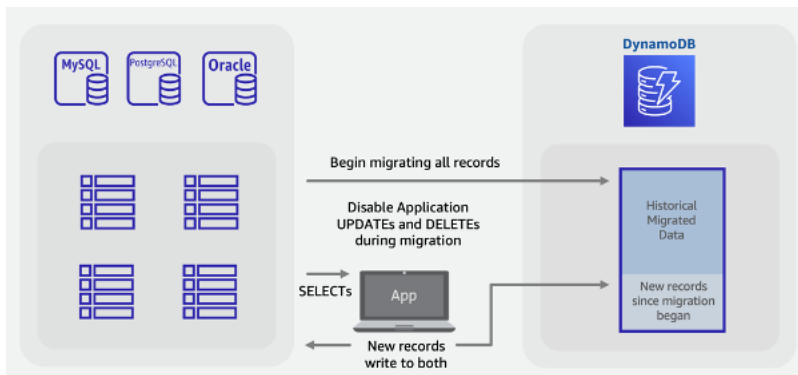 MySQL
PostgreSQL
Oracle
DynamoDB
Begin migrating all records
Disable Application
UPDATEs and DELETEs
during migration
Historical
Migrated
Data
SELECTs
App
New records
since migration
began
New records
write to both